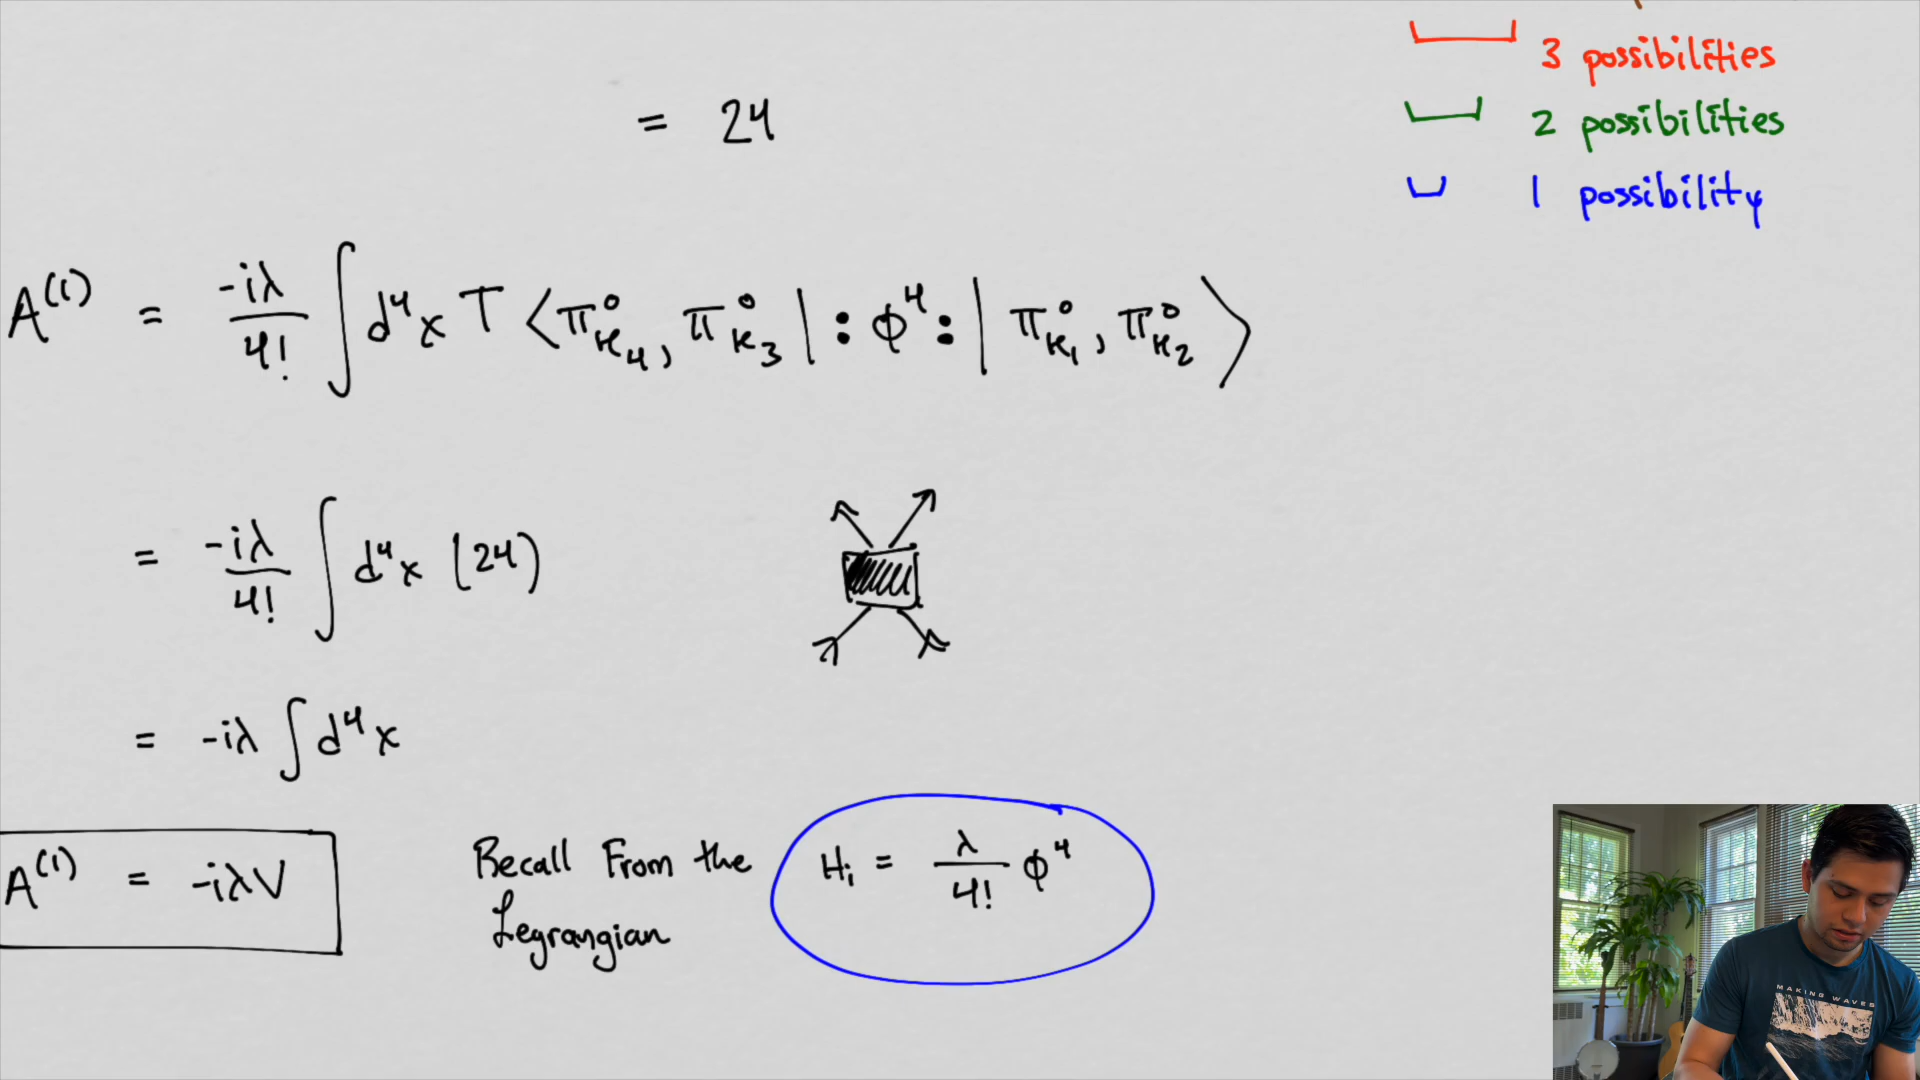 3 possibilities
= 24
2 possibilities
1 possibility
A^(1) = -iλ/4! ∫ d⁴x T ⟨π⁰_k₄, π⁰_k₃ | :φ⁴: | π⁰_k₁, π⁰_k₂⟩
= -iλ/4! ∫ d⁴x (24)
= -iλ ∫ d⁴x
A^(1) = -iλV
Recall From the
Legrangian
H_i = λ/4! φ⁴
MAKING WAVES